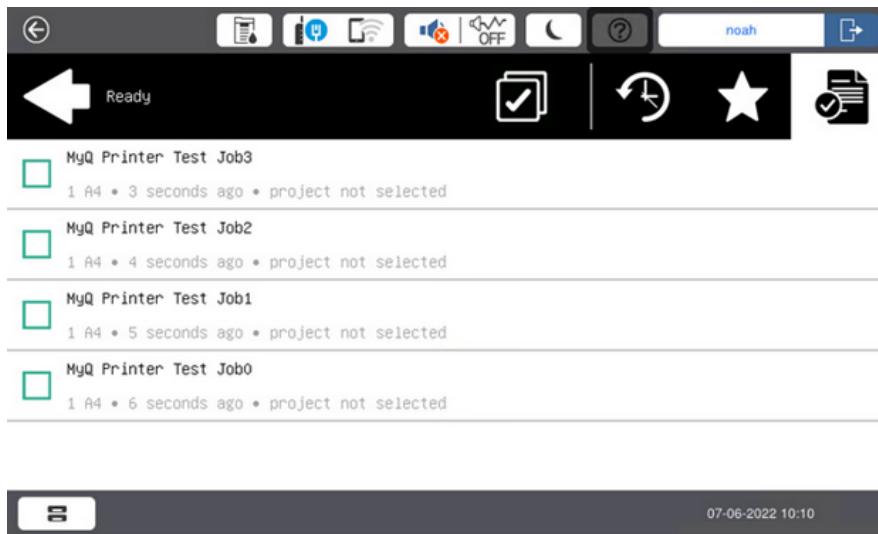 OFF
noah
Ready
MyQ Printer Test Job3
1 A4 • 3 seconds ago • project not selected
MyQ Printer Test Job2
1 A4 • 4 seconds ago • project not selected
MyQ Printer Test Job1
1 A4 • 5 seconds ago • project not selected
MyQ Printer Test Job0
1 A4 • 6 seconds ago • project not selected
07-06-2022 10:10